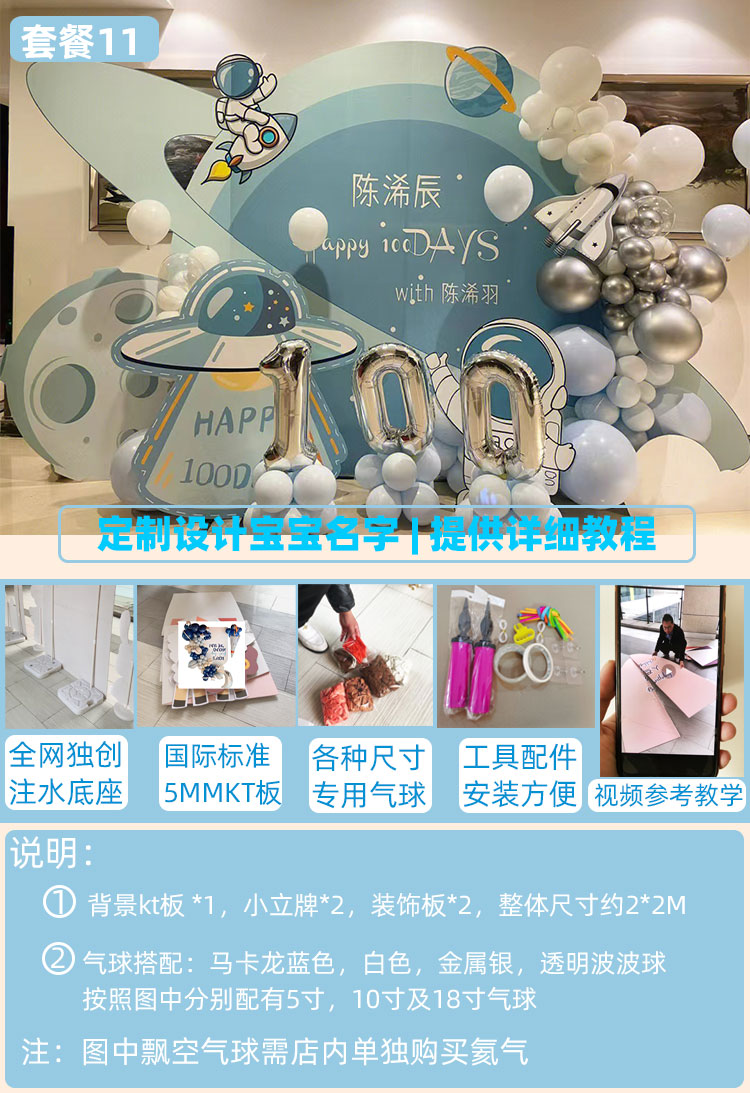 套餐11
陈浠辰
Happy 100DAYS
with 陈浠羽
HAPP
100D
100
定制设计宝宝名字 | 提供详细教程
全网独创
注水底座
国际标准
5MMKT板
各种尺寸
专用气球
工具配件
安装方便
视频参考教学
说明：
① 背景kt板 *1，小立牌*2，装饰板*2，整体尺寸约2*2M
② 气球搭配：马卡龙蓝色，白色，金属银，透明波波球
按照图中分别配有5寸，10寸及18寸气球
注：图中飘空气球需店内单独购买氦气